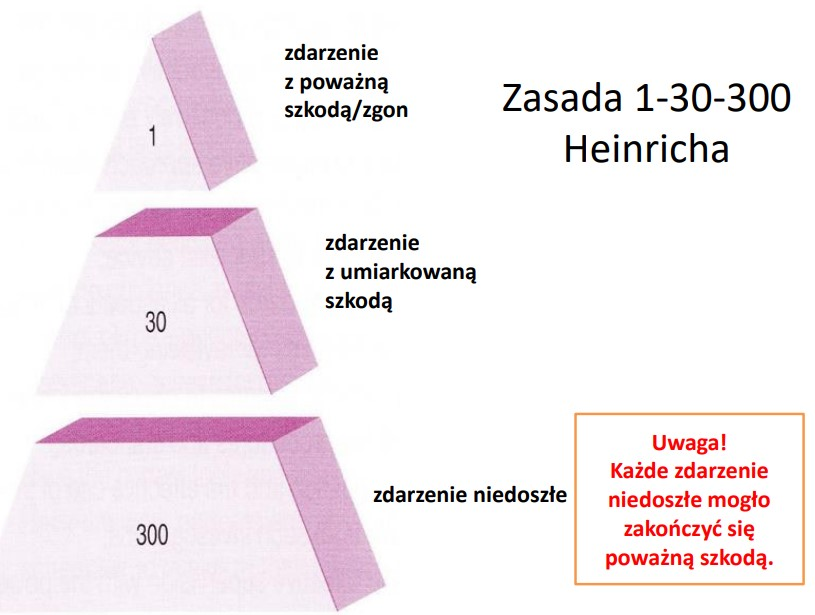 Zasada 1-30-300
Heinricha
1
zdarzenie
z poważną
szkodą/zgon
30
zdarzenie
z umiarkowaną
szkodą
300
zdarzenie niedoszłe
Uwaga!
Każde zdarzenie
niedoszłe mogło
zakończyć się
poważną szkodą.